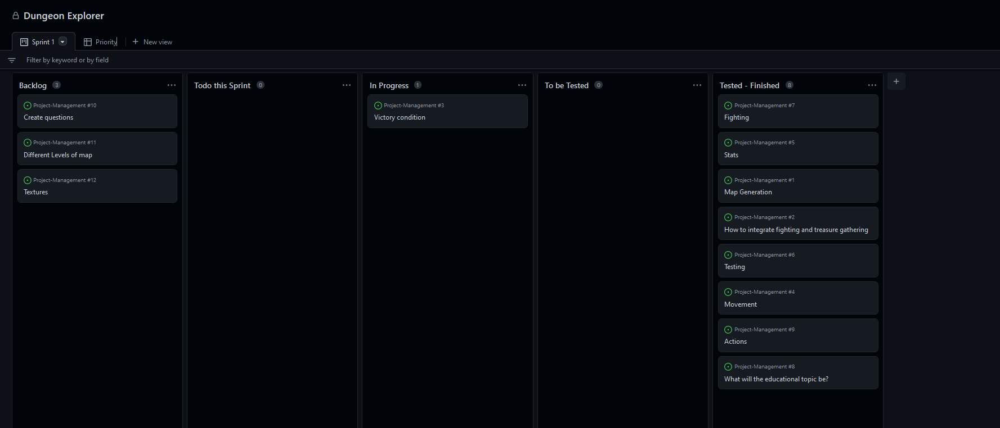 Dungeon Explorer
Sprint 1
Priority
New view
Filter by keyword or by field
Backlog 3
Project-Management #10
Create questions
Project-Management #11
Different Levels of map
Project-Management #12
Textures
Todo this Sprint 0
In Progress 1
Project-Management #3
Victory condition
To be Tested 0
Tested - Finished 8
Project-Management #7
Fighting
Project-Management #5
Stats
Project-Management #1
Map Generation
Project-Management #2
How to integrate fighting and treasure gathering
Project-Management #6
Testing
Project-Management #4
Movement
Project-Management #9
Actions
Project-Management #8
What will the educational topic be?